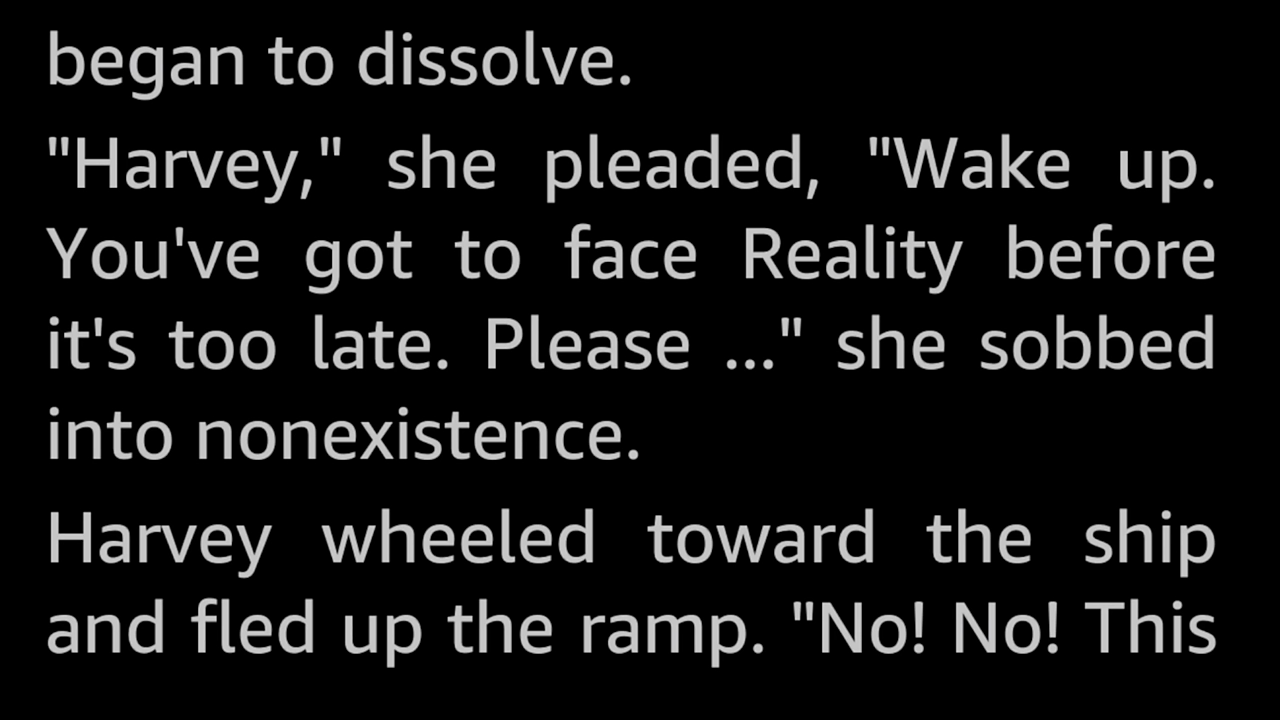 began to dissolve.
"Harvey," she pleaded, "Wake up.
You've got to face Reality before
it's too late. Please ..." she sobbed
into nonexistence.
Harvey wheeled toward the ship
and fled up the ramp. "No! No! This